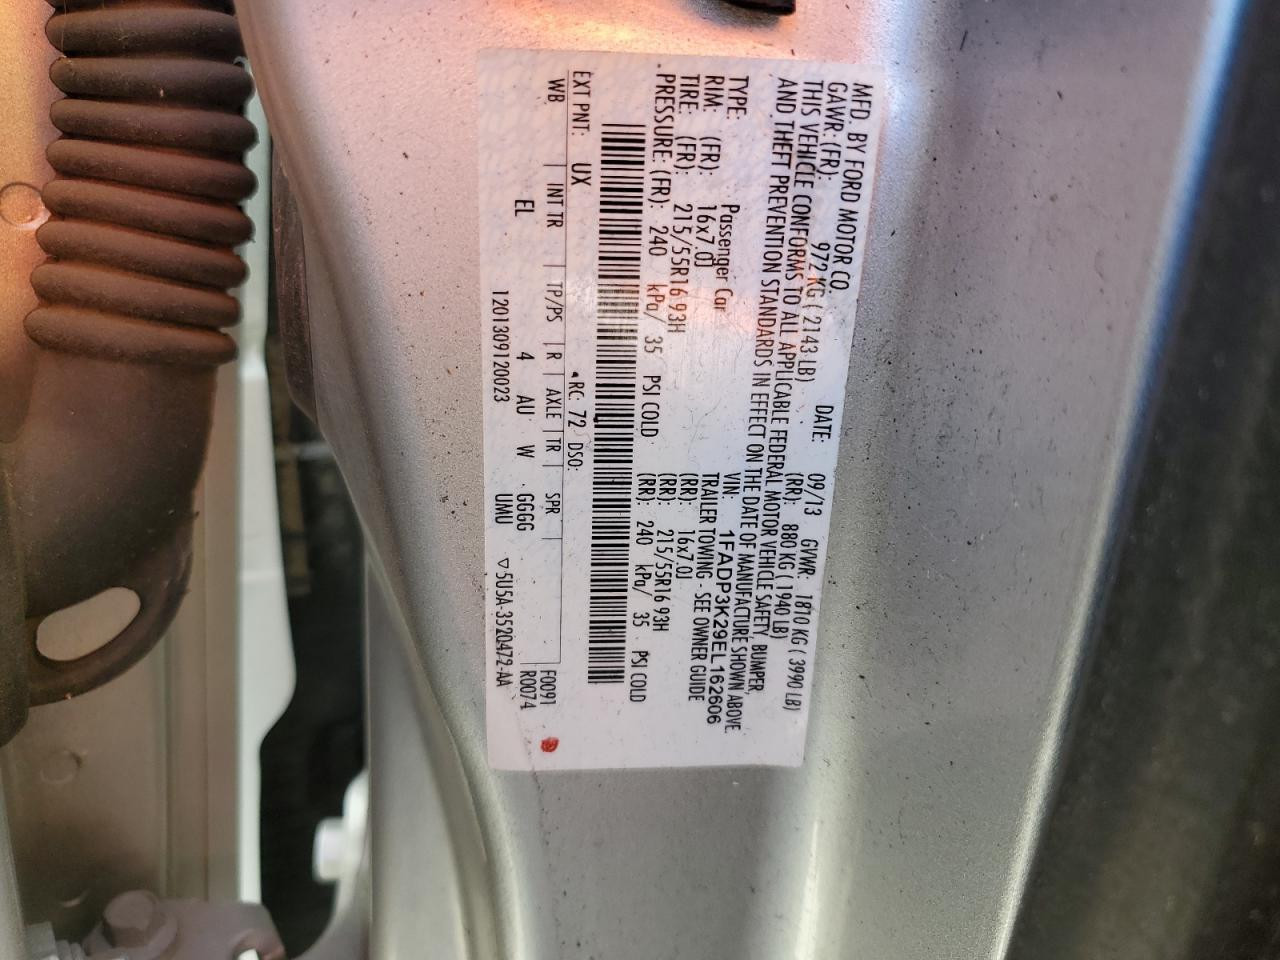 MFD. BY FORD MOTOR CO.
DATE: 09/13 GVWR: 1810 KG ( 3990 LB)
GAWR: (FR): 972 KG ( 2143 LB) (RR): 880 KG ( 1940 LB)
THIS VEHICLE CONFORMS TO ALL APPLICABLE FEDERAL MOTOR VEHICLE SAFETY, BUMPER,
AND THEFT PREVENTION STANDARDS IN EFFECT ON THE DATE OF MANUFACTURE SHOWN ABOVE.
VIN: 1FADP3K29EL162606
TYPE: Passenger Car TRAILER TOWING - SEE OWNER GUIDE
RIM: (FR): 16x7.0J (RR): 16x7.0J
TIRE: (FR): 215/55R16 93H (RR): 215/55R16 93H
PRESSURE: (FR): 240 kPa/ 35 PSI COLD (RR): 240 kPa/ 35 PSI COLD
EXT PNT: UX RC: 72 DSO:
WB INT TR TP/PS R AXLE TR SPR F0091
EL 4 AU W GGGG R0074
1201309120023 UMU ▽5U5A-3520472-AA